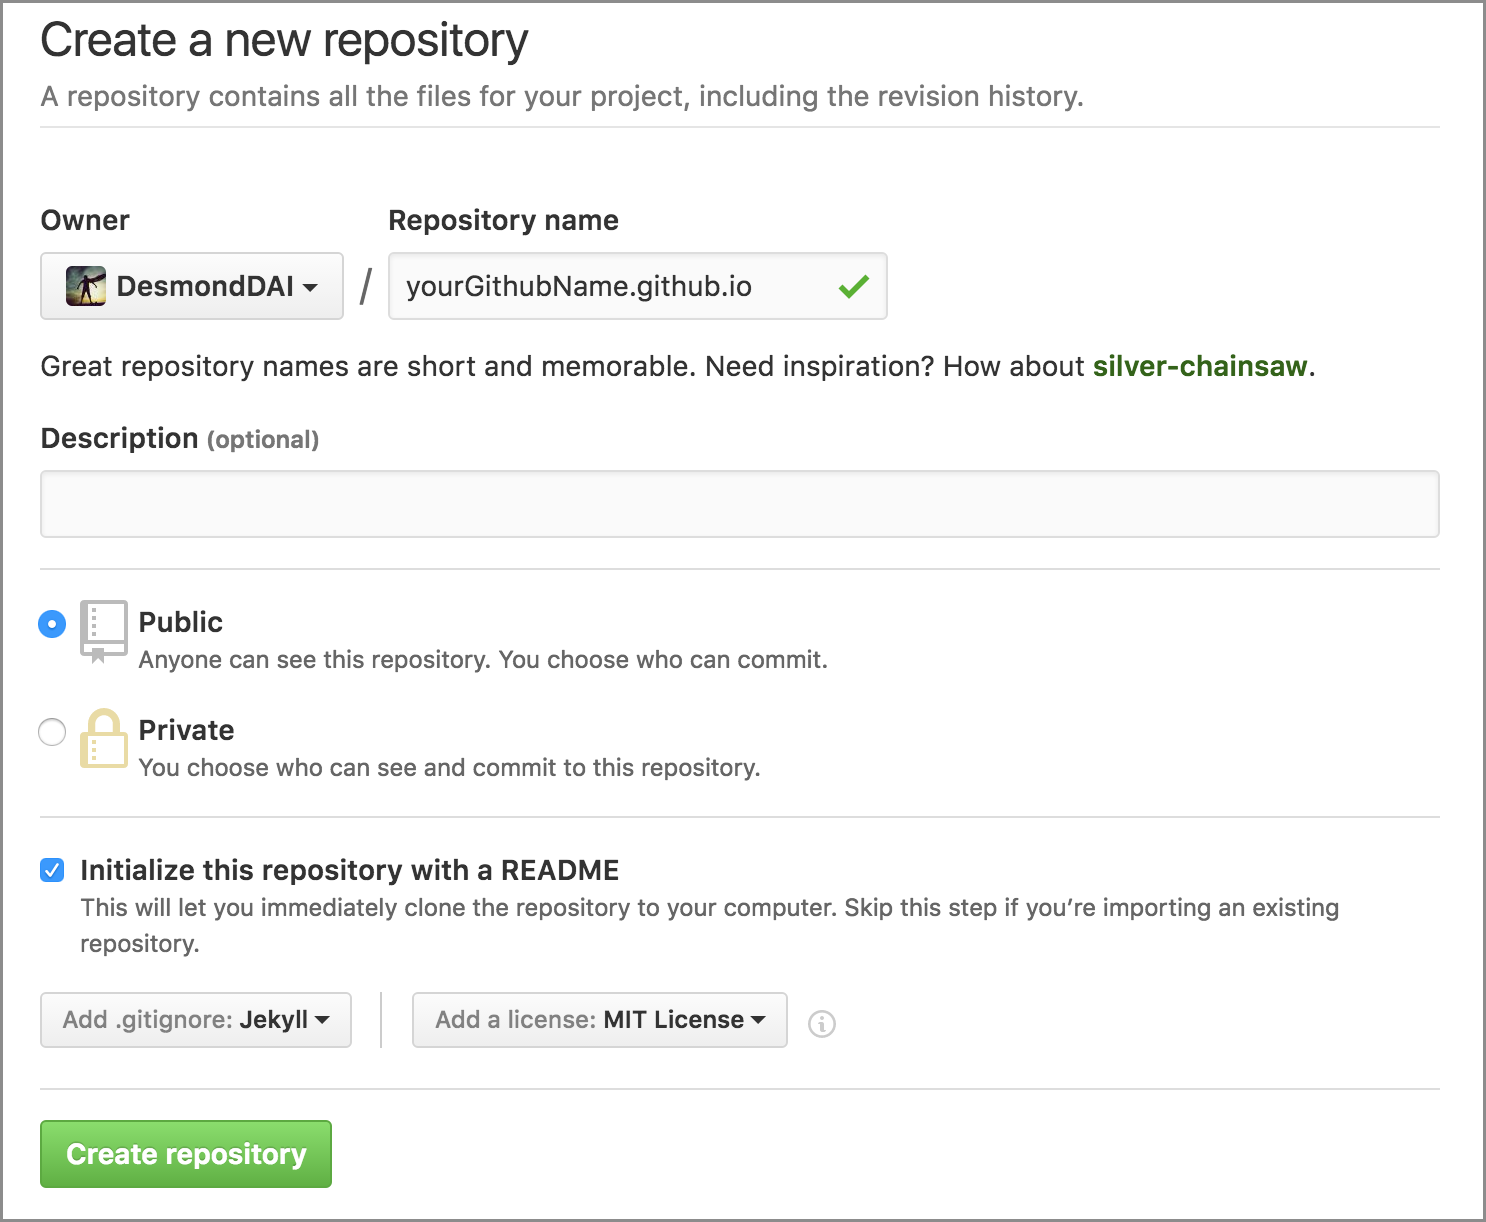 Create a new repository
A repository contains all the files for your project, including the revision history.
Owner
Repository name
DesmondDAI
/
yourGithubName.github.io
Great repository names are short and memorable. Need inspiration? How about silver-chainsaw.
Description (optional)
Public
Anyone can see this repository. You choose who can commit.
Private
You choose who can see and commit to this repository.
Initialize this repository with a README
This will let you immediately clone the repository to your computer. Skip this step if you’re importing an existing
repository.
Add .gitignore: Jekyll
Add a license: MIT License
Create repository